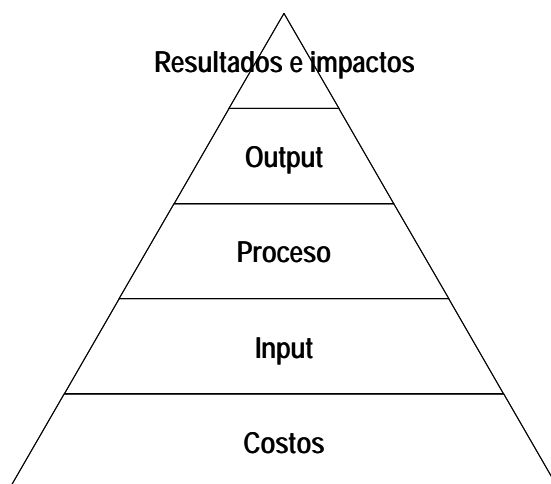 Resultados e impactos
Output
Proceso
Input
Costos